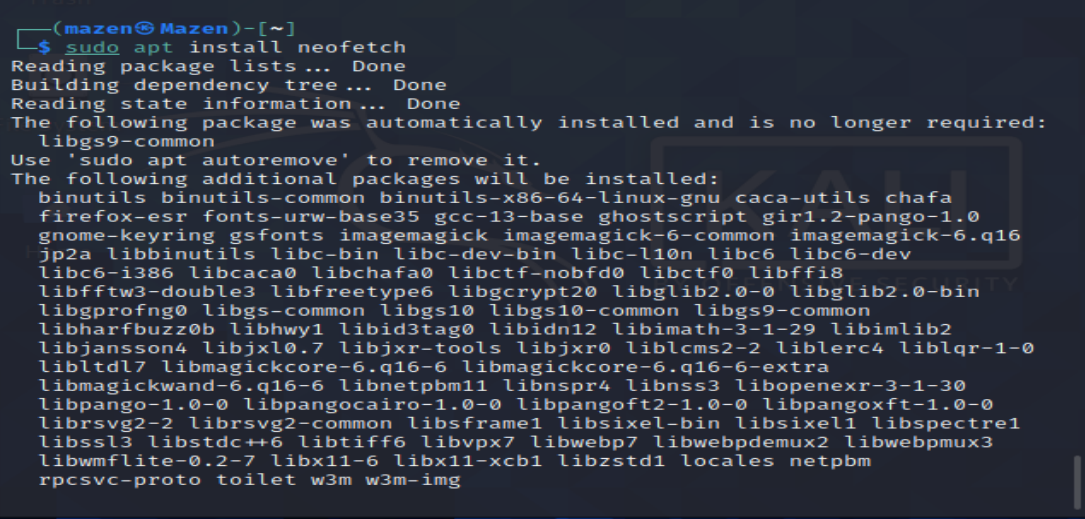 ┌──(mazen㉿Mazen)-[~]
└─$ sudo apt install neofetch
Reading package lists... Done
Building dependency tree... Done
Reading state information... Done
The following package was automatically installed and is no longer required:
  libgs9-common
Use 'sudo apt autoremove' to remove it.
The following additional packages will be installed:
  binutils binutils-common binutils-x86-64-linux-gnu caca-utils chafa
  firefox-esr fonts-urw-base35 gcc-13-base ghostscript gir1.2-pango-1.0
  gnome-keyring gsfonts imagemagick imagemagick-6-common imagemagick-6.q16
  jp2a libbinutils libc-bin libc-dev-bin libc-l10n libc6 libc6-dev
  libc6-i386 libcaca0 libchafa0 libctf-nobfd0 libctf0 libffi8
  libfftw3-double3 libfreetype6 libgcrypt20 libglib2.0-0 libglib2.0-bin
  libgprofng0 libgs-common libgs10 libgs10-common libgs9-common
  libharfbuzz0b libhwy1 libid3tag0 libidn12 libimath-3-1-29 libimlib2
  libjansson4 libjxl0.7 libjxr-tools libjxr0 liblcms2-2 liblerc4 liblqr-1-0
  libltdl7 libmagickcore-6.q16-6 libmagickcore-6.q16-6-extra
  libmagickwand-6.q16-6 libnetpbm11 libnspr4 libnss3 libopenexr-3-1-30
  libpango-1.0-0 libpangocairo-1.0-0 libpangoft2-1.0-0 libpangoxft-1.0-0
  librsvg2-2 librsvg2-common libsframe1 libsixel-bin libsixel1 libspectre1
  libssl3 libstdc++6 libtiff6 libvpx7 libwebp7 libwebpdemux2 libwebpmux3
  libwmflite-0.2-7 libx11-6 libx11-xcb1 libzstd1 locales netpbm
  rpcsvc-proto toilet w3m w3m-img
KALI